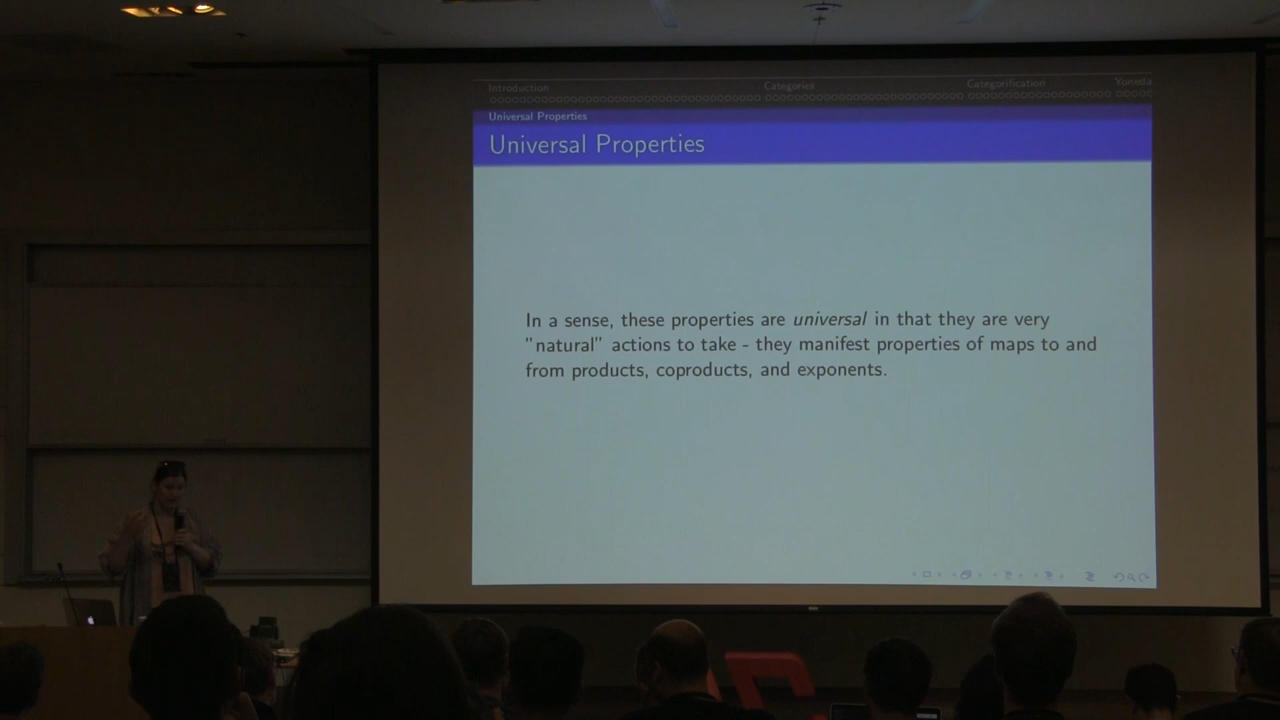 Introduction Categories Categorification Yoneda
Universal Properties
Universal Properties
In a sense, these properties are universal in that they are very
"natural" actions to take - they manifest properties of maps to and
from products, coproducts, and exponents.